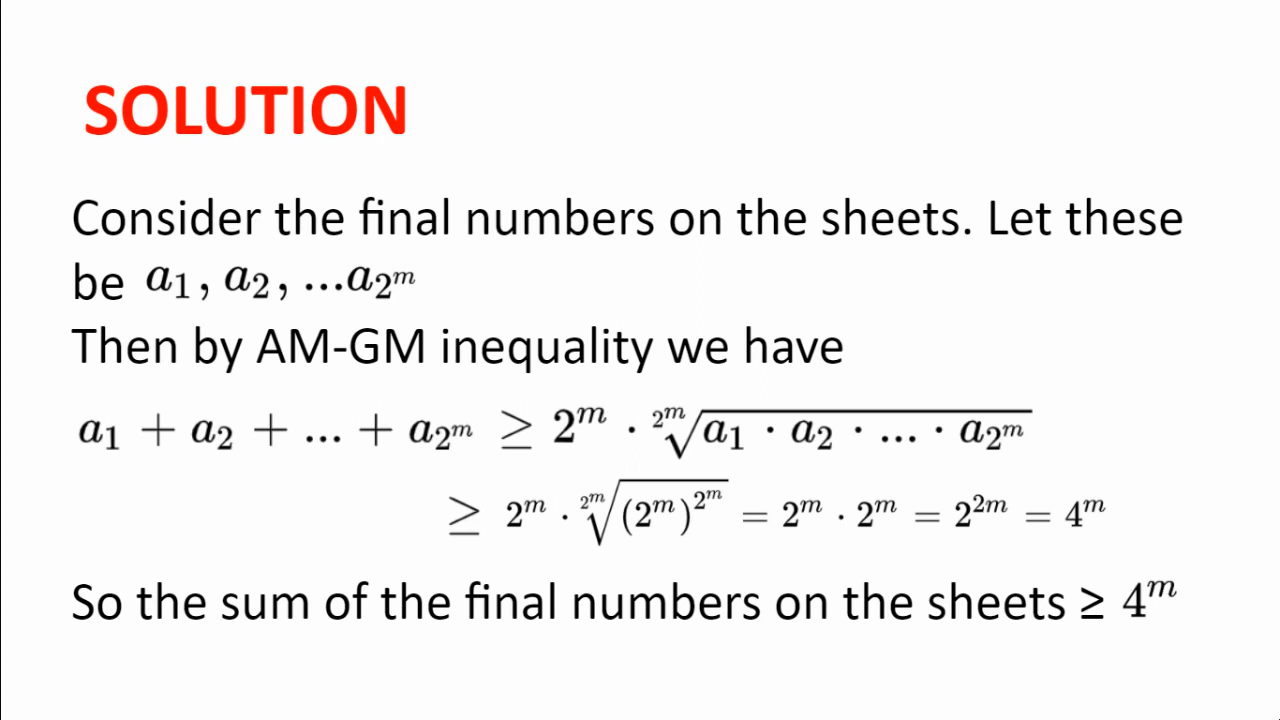 SOLUTION
Consider the final numbers on the sheets. Let these
be $a_1, a_2, ...a_{2^m}$
Then by AM-GM inequality we have
$a_1 + a_2 + ... + a_{2^m} \geq 2^m \cdot \sqrt[2^m]{a_1 \cdot a_2 \cdot ... \cdot a_{2^m}}$
$\geq 2^m \cdot \sqrt[2^m]{(2^m)^{2^m}} = 2^m \cdot 2^m = 2^{2m} = 4^m$
So the sum of the final numbers on the sheets ≥ $4^m$